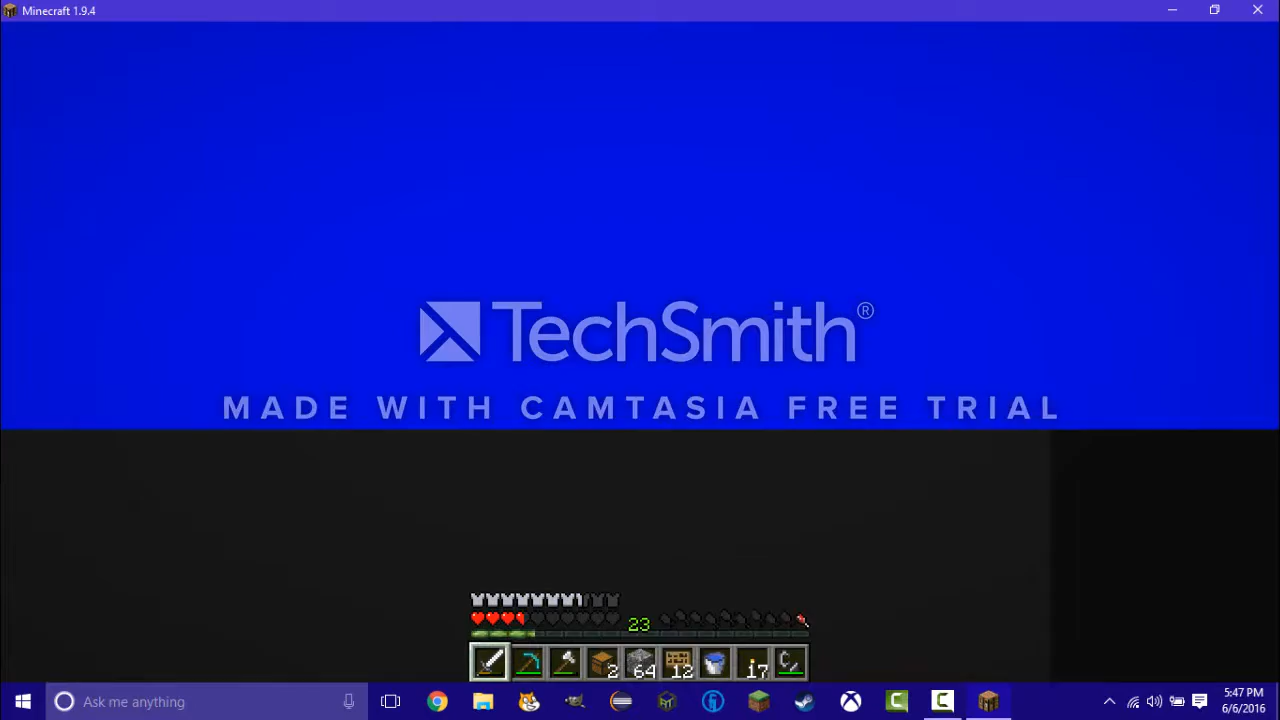 Minecraft 1.9.4
TechSmith®
MADE WITH CAMTASIA FREE TRIAL
23
2
64
12
17
Ask me anything
5:47 PM
6/6/2016